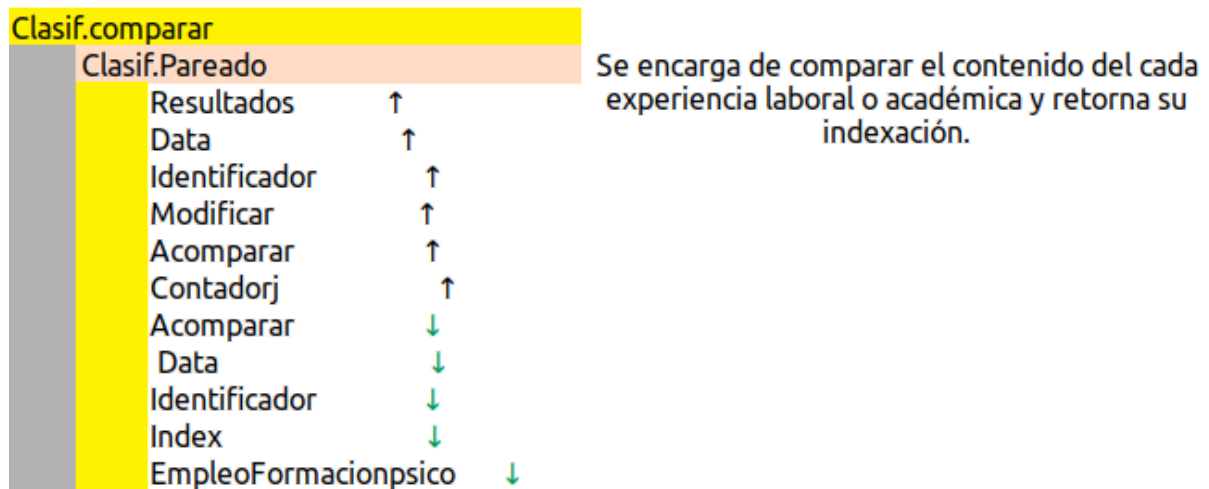 Clasif.comparar
Clasif.Pareado
Se encarga de comparar el contenido del cada
experiencia laboral o académica y retorna su
indexación.
Resultados ↑
Data ↑
Identificador ↑
Modificar ↑
Acomparar ↑
Contadorj ↑
Acomparar ↓
Data ↓
Identificador ↓
Index ↓
EmpleoFormacionpsico ↓